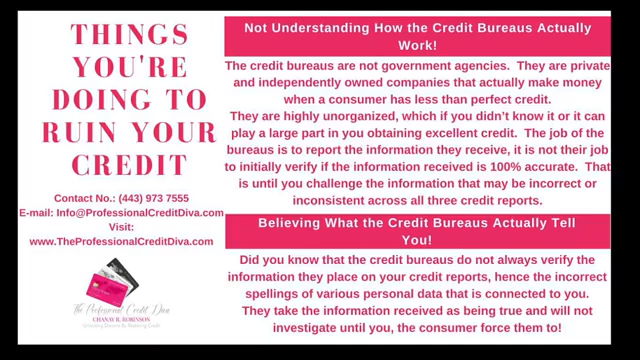 THINGS
YOU'RE
DOING TO
RUIN YOUR
CREDIT
Contact No.: (443) 973 7555
E-mail: Info@ProfessionalCreditDiva.com
Visit:
www.TheProfessionalCreditDiva.com
The Professional Credit Diva
CHANAY R. ROBINSON
Unlocking Dreams By Restoring Credit
Not Understanding How the Credit Bureaus Actually
Work!
The credit bureaus are not government agencies. They are private
and independently owned companies that actually make money
when a consumer has less than perfect credit.
They are highly unorganized, which if you didn’t know it or it can
play a large part in you obtaining excellent credit. The job of the
bureaus is to report the information they receive, it is not their job
to initially verify if the information received is 100% accurate. That
is until you challenge the information that may be incorrect or
inconsistent across all three credit reports.
Believing What the Credit Bureaus Actually Tell
You!
Did you know that the credit bureaus do not always verify the
information they place on your credit reports, hence the incorrect
spellings of various personal data that is connected to you.
They take the information received as being true and will not
investigate until you, the consumer force them to!